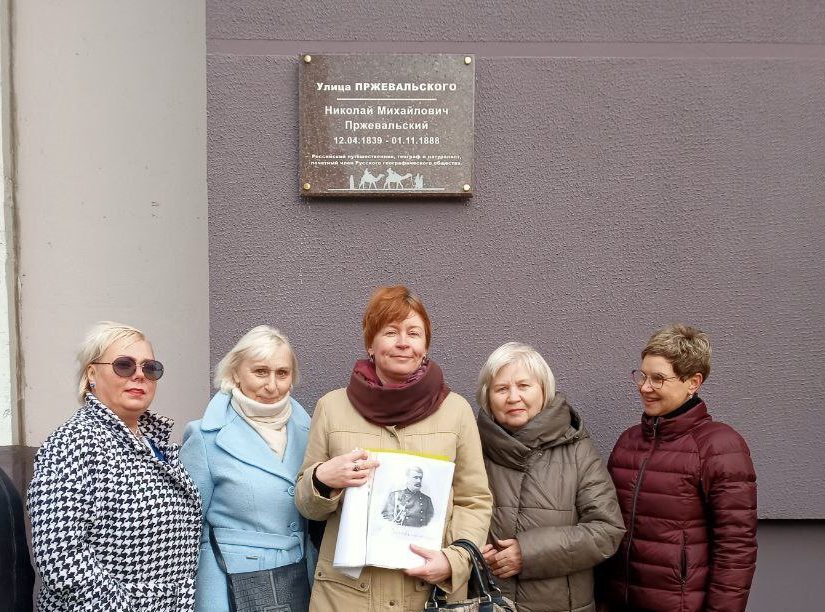 Улица ПРЖЕВАЛЬСКОГО
Николай Михайлович
Пржевальский
12.04.1839 - 01.11.1888
Российский путешественник, географ и натуралист,
почетный член Русского географического общества.